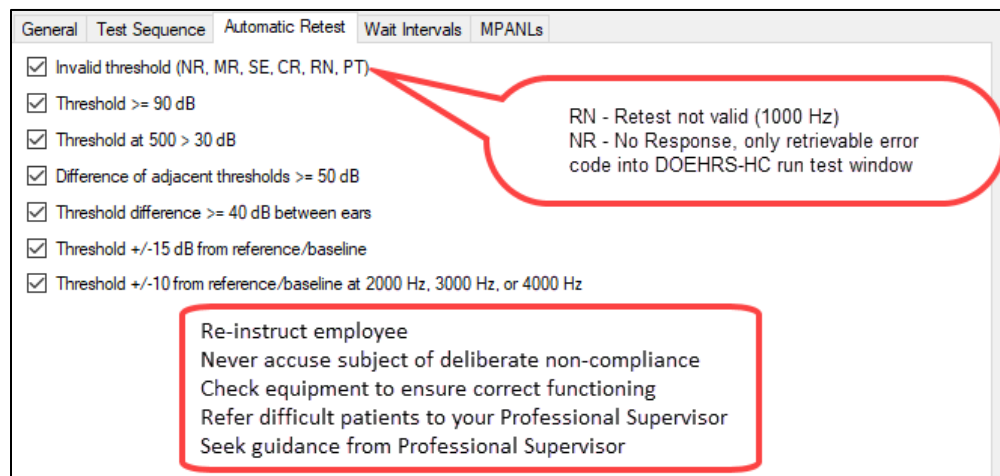 General Test Sequence Automatic Retest Wait Intervals MPANLs
Invalid threshold (NR, MR, SE, CR, RN, PT)
Threshold >= 90 dB
Threshold at 500 > 30 dB
Difference of adjacent thresholds >= 50 dB
Threshold difference >= 40 dB between ears
Threshold +/-15 dB from reference/baseline
Threshold +/-10 from reference/baseline at 2000 Hz, 3000 Hz, or 4000 Hz
RN - Retest not valid (1000 Hz)
NR - No Response, only retrievable error
code into DOEHRS-HC run test window
Re-instruct employee
Never accuse subject of deliberate non-compliance
Check equipment to ensure correct functioning
Refer difficult patients to your Professional Supervisor
Seek guidance from Professional Supervisor